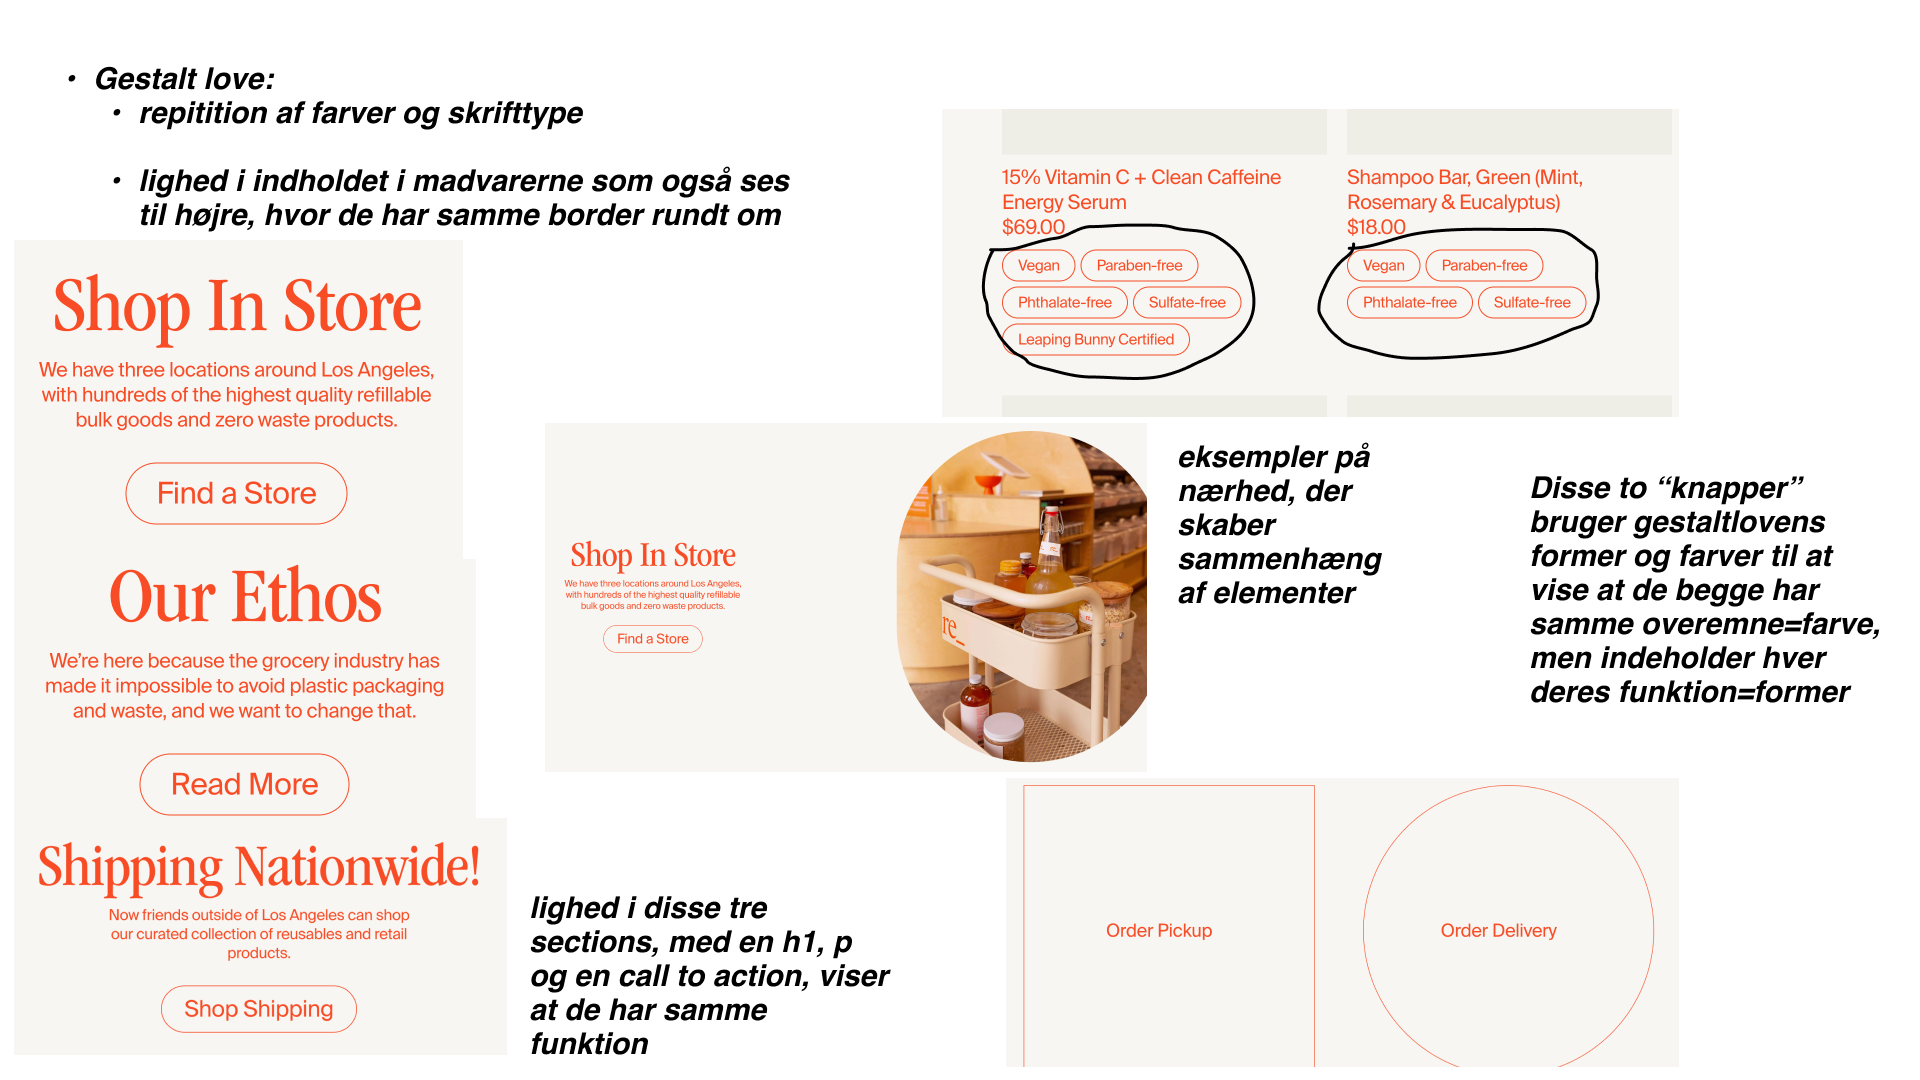 • Gestalt love:
• repitition af farver og skrifttype
• lighed i indholdet i madvarerne som også ses
til højre, hvor de har samme border rundt om
15% Vitamin C + Clean Caffeine
Energy Serum
$69.00
Vegan
Paraben-free
Phthalate-free
Sulfate-free
Leaping Bunny Certified
Shampoo Bar, Green (Mint,
Rosemary & Eucalyptus)
$18.00
Vegan
Paraben-free
Phthalate-free
Sulfate-free
Shop In Store
We have three locations around Los Angeles,
with hundreds of the highest quality refillable
bulk goods and zero waste products.
Find a Store
Our Ethos
We're here because the grocery industry has
made it impossible to avoid plastic packaging
and waste, and we want to change that.
Read More
Shipping Nationwide!
Now friends outside of Los Angeles can shop
our curated collection of reusables and retail
products.
Shop Shipping
Shop In Store
We have three locations around Los Angeles,
with hundreds of the highest quality refillable
bulk goods and zero waste products.
Find a Store
re_
eksempler på
nærhed, der
skaber
sammenhæng
af elementer
Disse to “knapper”
bruger gestaltlovens
former og farver til at
vise at de begge har
samme overemne=farve,
men indeholder hver
deres funktion=former
lighed i disse tre
sections, med en h1, p
og en call to action, viser
at de har samme
funktion
Order Pickup
Order Delivery